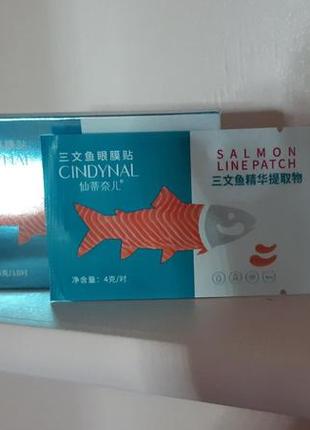 三文鱼眼膜贴
CINDYNAL
仙蒂奈儿®
净含量：4克/对
SALMON
LINE PATCH
三文鱼精华提取物